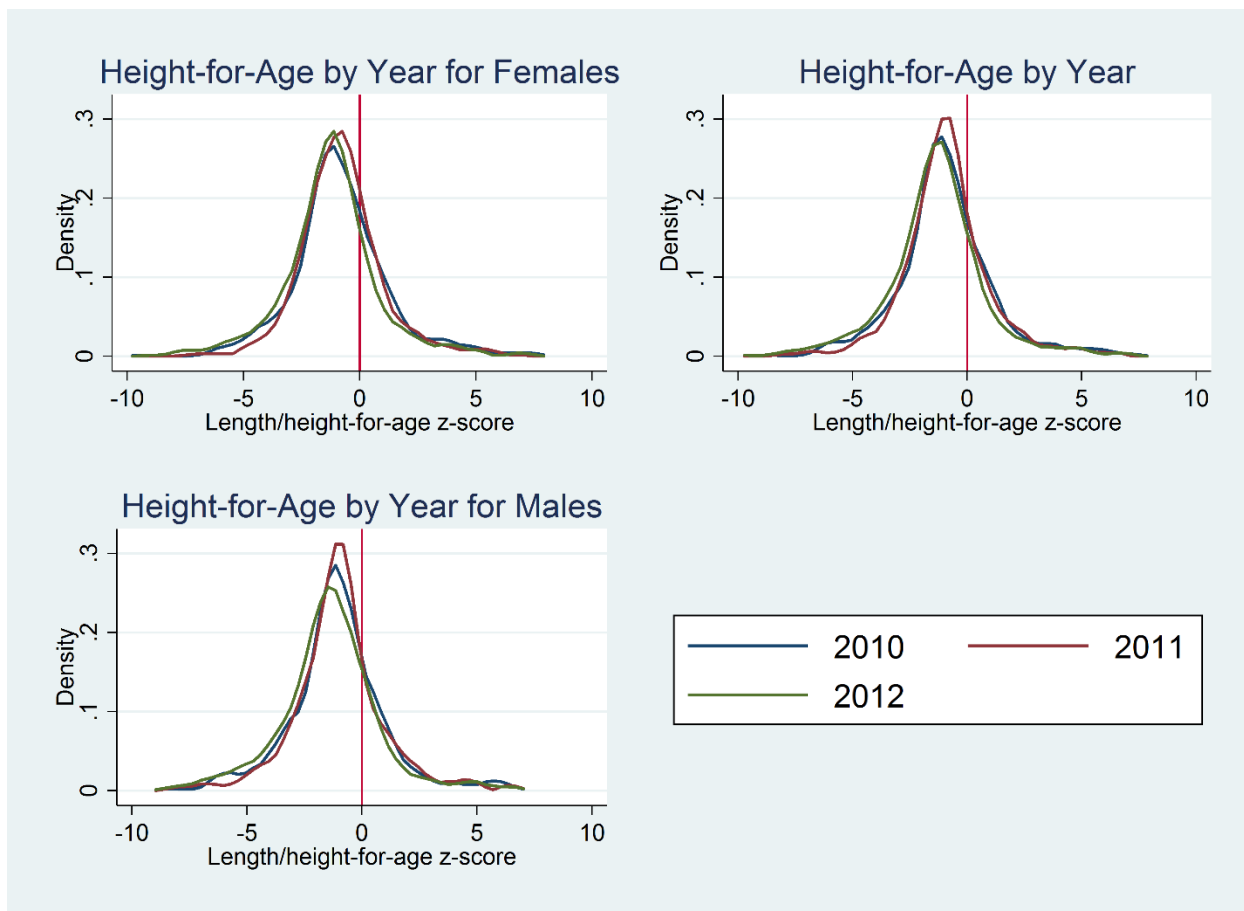 Height-for-Age by Year for Females
Density
.3
.2
.1
0
-10 -5 0 5 10
Length/height-for-age z-score
Height-for-Age by Year
Density
.3
.2
.1
0
-10 -5 0 5 10
Length/height-for-age z-score
Height-for-Age by Year for Males
Density
.3
.2
.1
0
-10 -5 0 5 10
Length/height-for-age z-score
2010 2011
2012